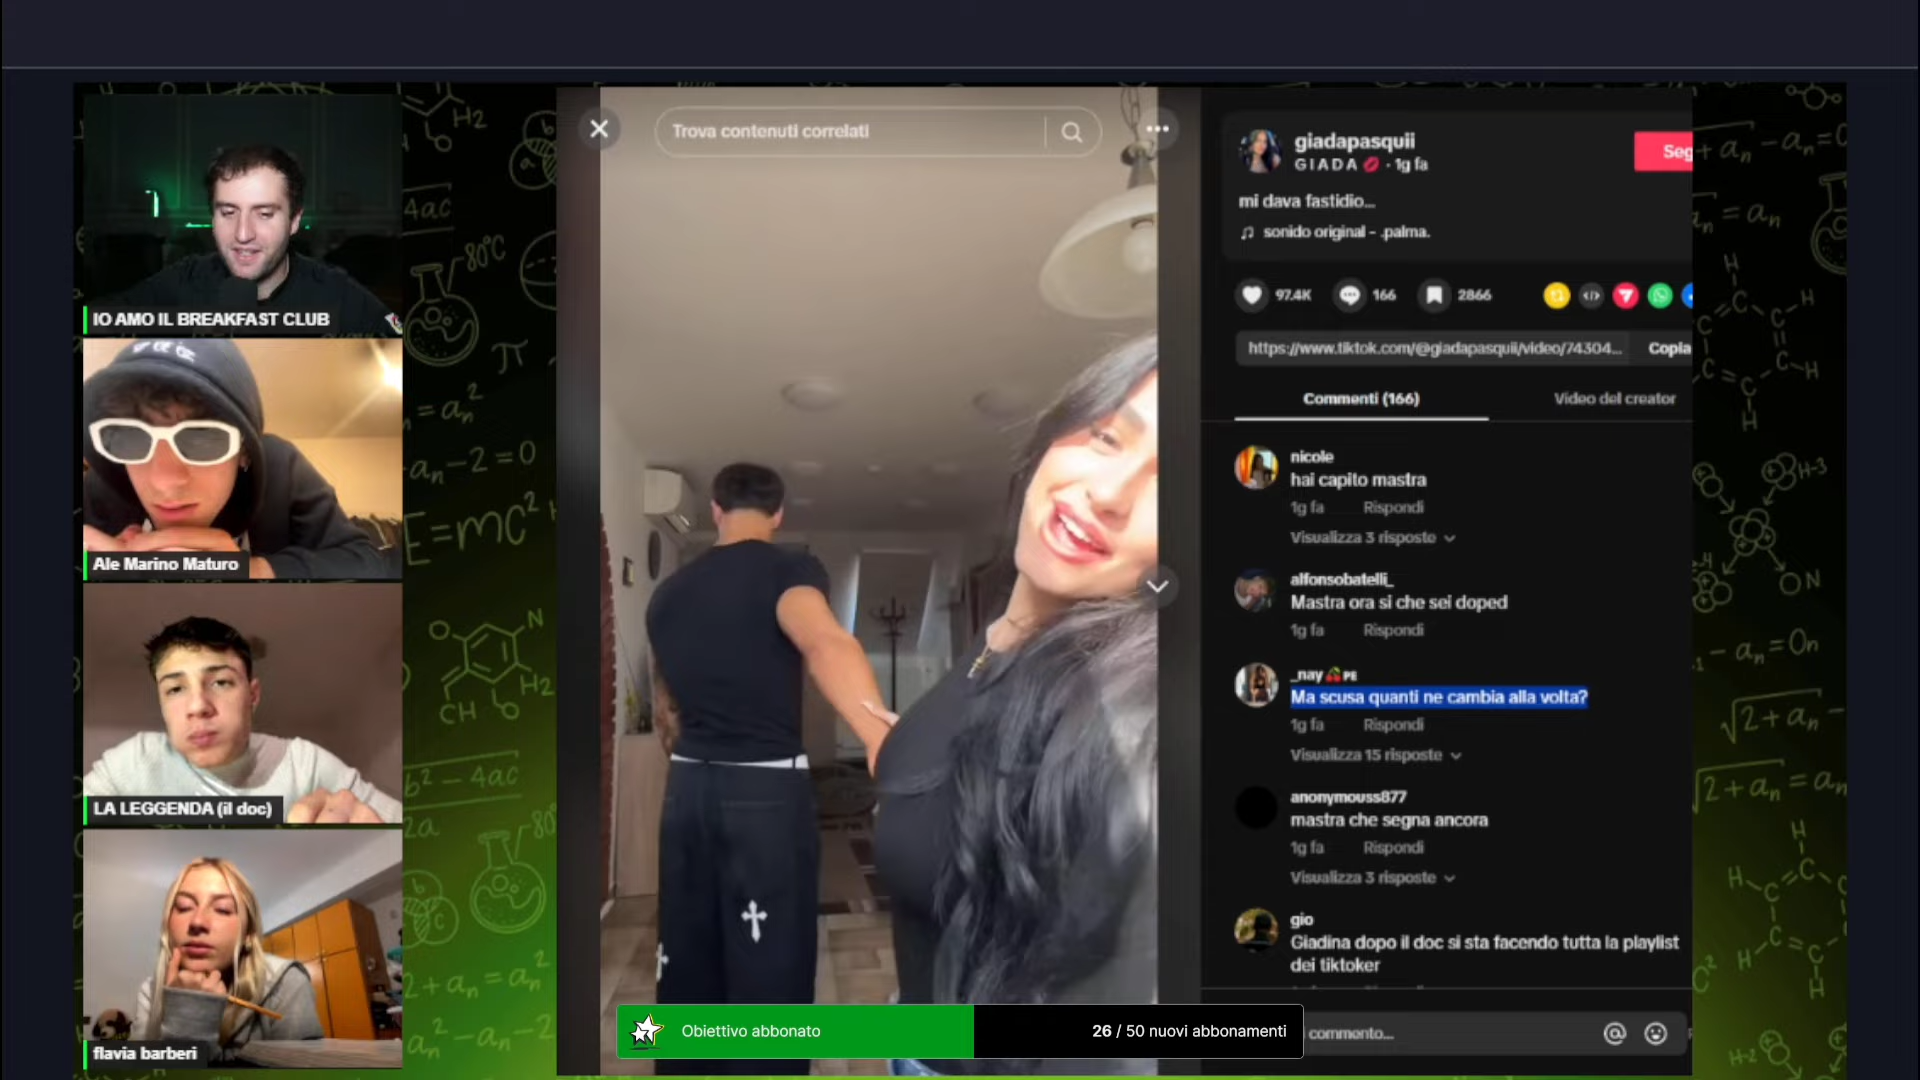 IO AMO IL BREAKFAST CLUB
Ale Marino Maturo
LA LEGGENDA (il doc)
flavia barberi
Trova contenuti correlati
giadapasquii
G I A D A 💋 · 1g fa
Seg
mi dava fastidio...
♫ sonido original - .palma.
97.4K
166
2866
https://www.tiktok.com/@giadapasquii/video/74304...
Copia
Commenti (166)
Video del creator
nicole
hai capito mastra
1g fa Rispondi
Visualizza 3 risposte
alfonsobatelli_
Mastra ora si che sei doped
1g fa Rispondi
_nay🍒PE
Ma scusa quanti ne cambia alla volta?
1g fa Rispondi
Visualizza 15 risposte
anonymouss877
mastra che segna ancora
1g fa Rispondi
Visualizza 3 risposte
gio
Giadina dopo il doc si sta facendo tutta la playlist
dei tiktoker
commento...
Obiettivo abbonato
26 / 50 nuovi abbonamenti
E=mc²